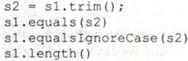 s2 = s1.trim();
s1.equals(s2)
s1.equalsIgnoreCase(s2)
s1.length()